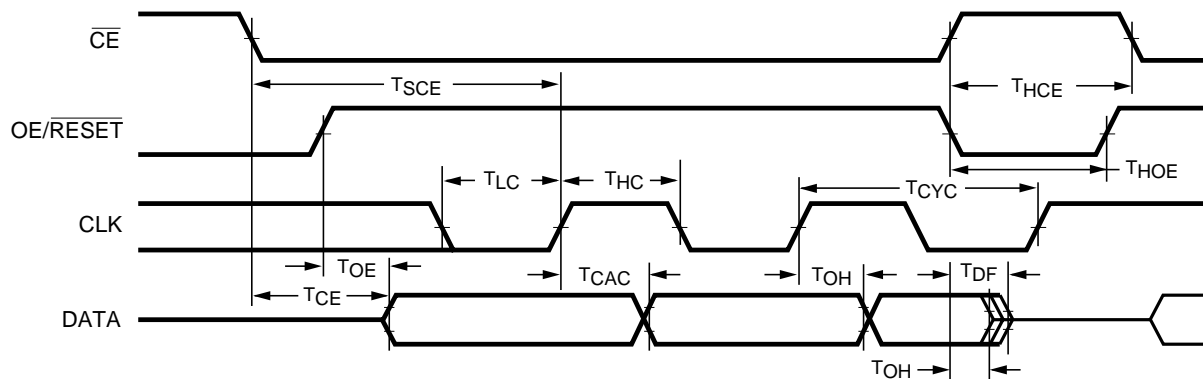 CE
TSCE
THCE
OE/RESET
TLC
THC
TCYC
THOE
CLK
TOE
TCAC
TOH
TDF
TCE
DATA
TOH